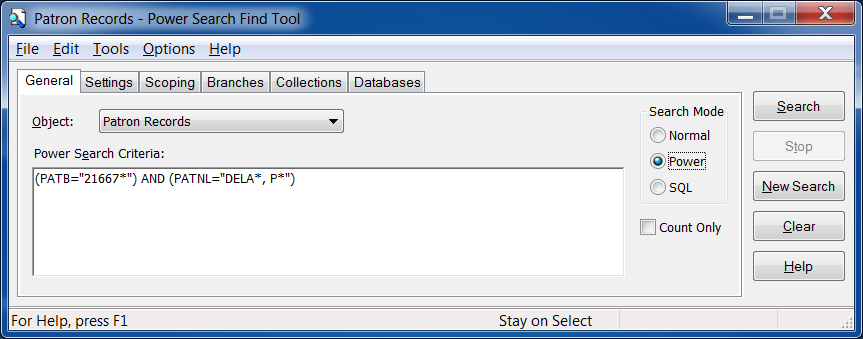 Patron Records - Power Search Find Tool
File Edit Tools Options Help
General Settings Scoping Branches Collections Databases
Object: Patron Records
Power Search Criteria:
(PATB="21667*") AND (PATNL="DELA*, P*")
Search Mode
Normal
Power
SQL
Count Only
Search
Stop
New Search
Clear
Help
For Help, press F1 Stay on Select